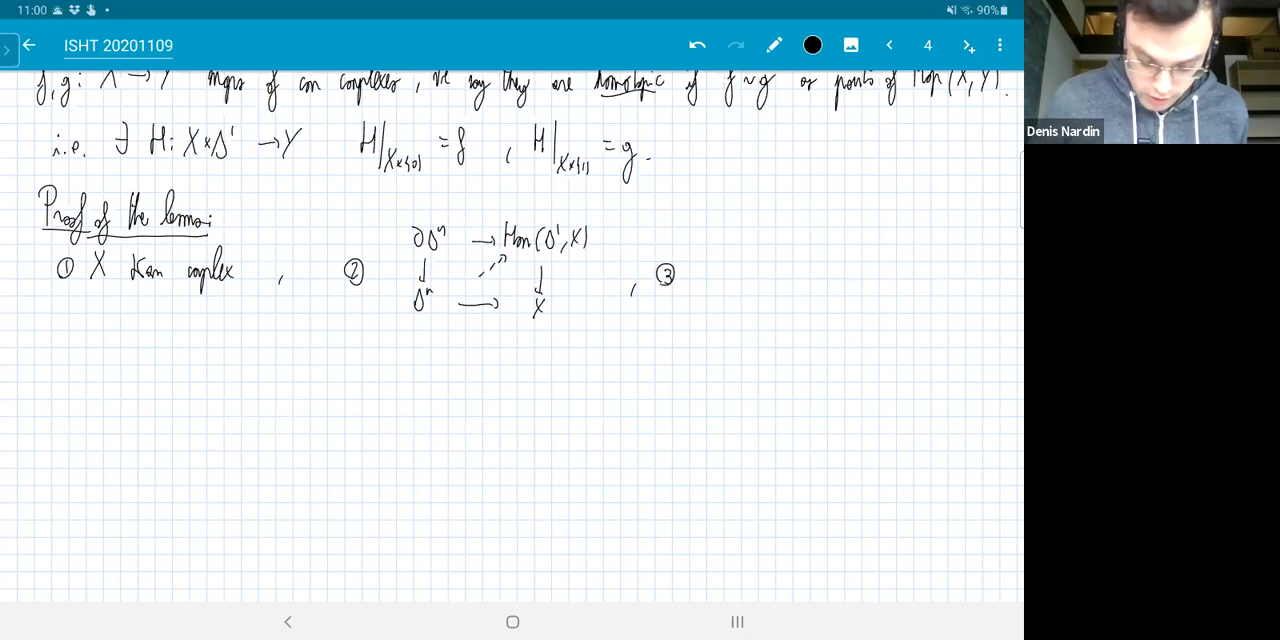 11:00 90%
ISHT 20201109 4
f, g: X → Y maps of Kan complexes, we say they are homotopic if f ~ g as points of Map(X, Y).
i.e. ∃ H: X×Δ¹ → Y H|_{X×{0}} = f , H|_{X×{1}} = g.
Proof of the lemma:
∂Δⁿ → Hom(Δ¹, X)
① X Kan complex , ② ↓ ↗ ↓ , ③
Δⁿ → X
Denis Nardin